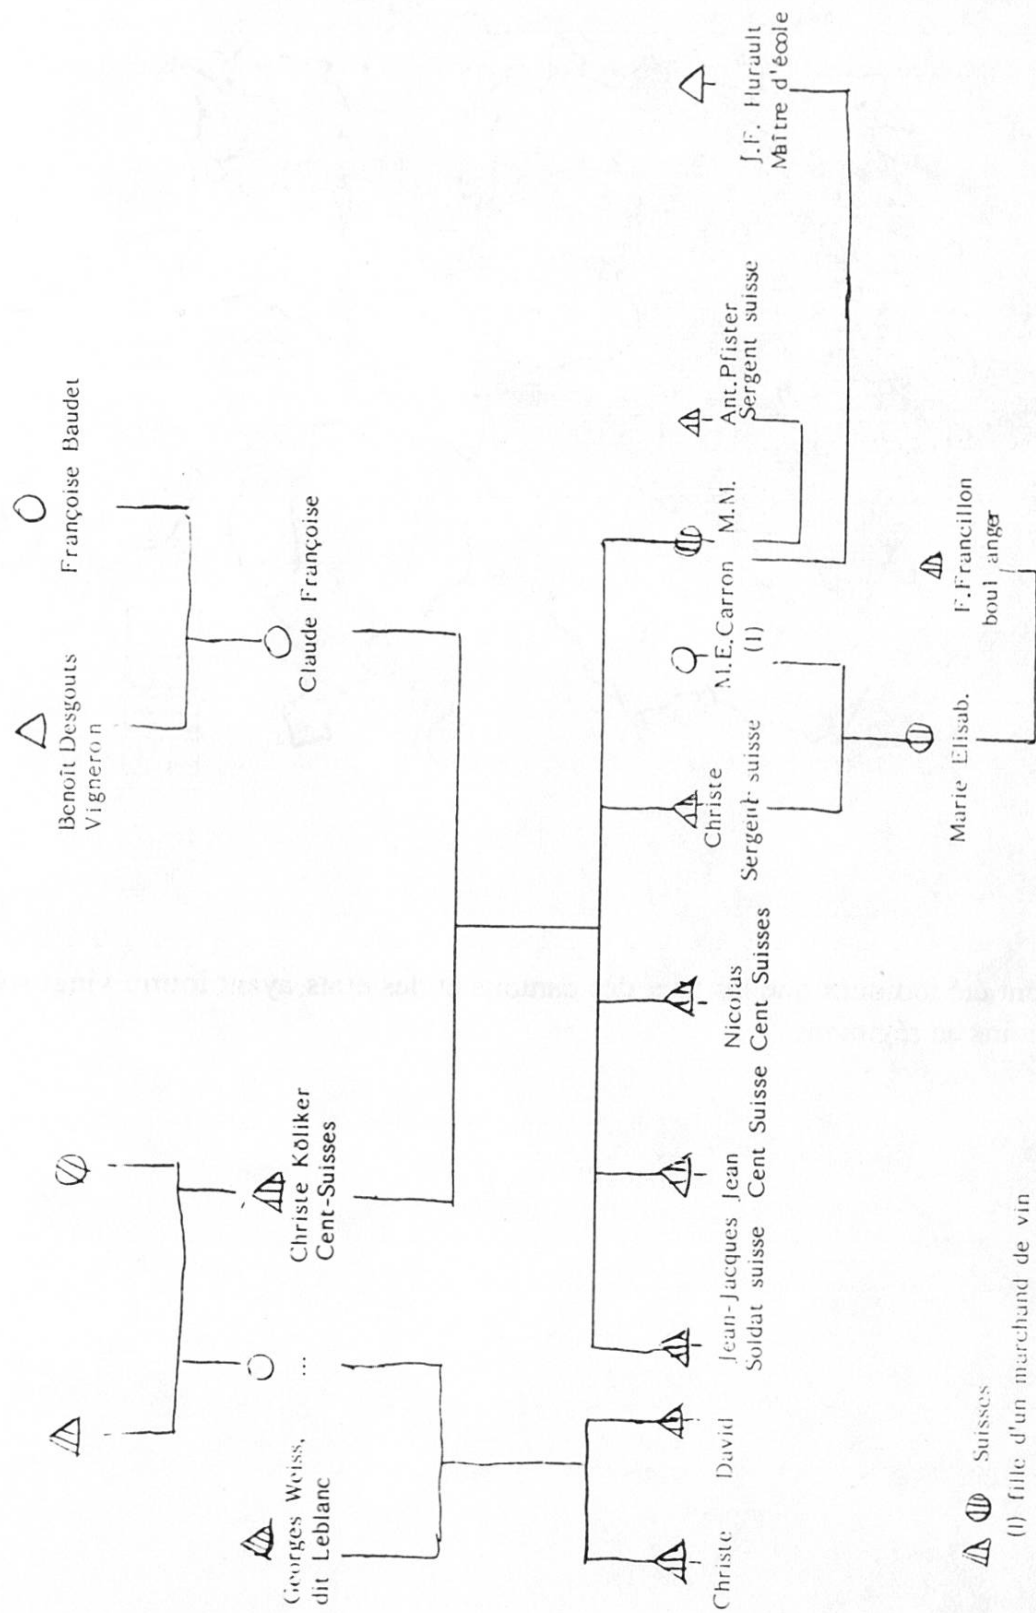 Benoît Desgouts
Vigneron
Françoise Baudet
Georges Weiss,
dit Leblanc
...
Christe Köliker
Cent-Suisses
Claude Françoise
Christe
David
Jean-Jacques
Soldat suisse
Jean
Cent Suisse
Nicolas
Cent Suisses
Christe
Sergent suisse
M.E.Carron
(1)
M.M.
Ant.Pfister
Sergent suisse
J.F. Hurault
Maître d'école
Marie Elisab.
F.Francillon
boul anger
Suisses
(1) fille d'un marchand de vin